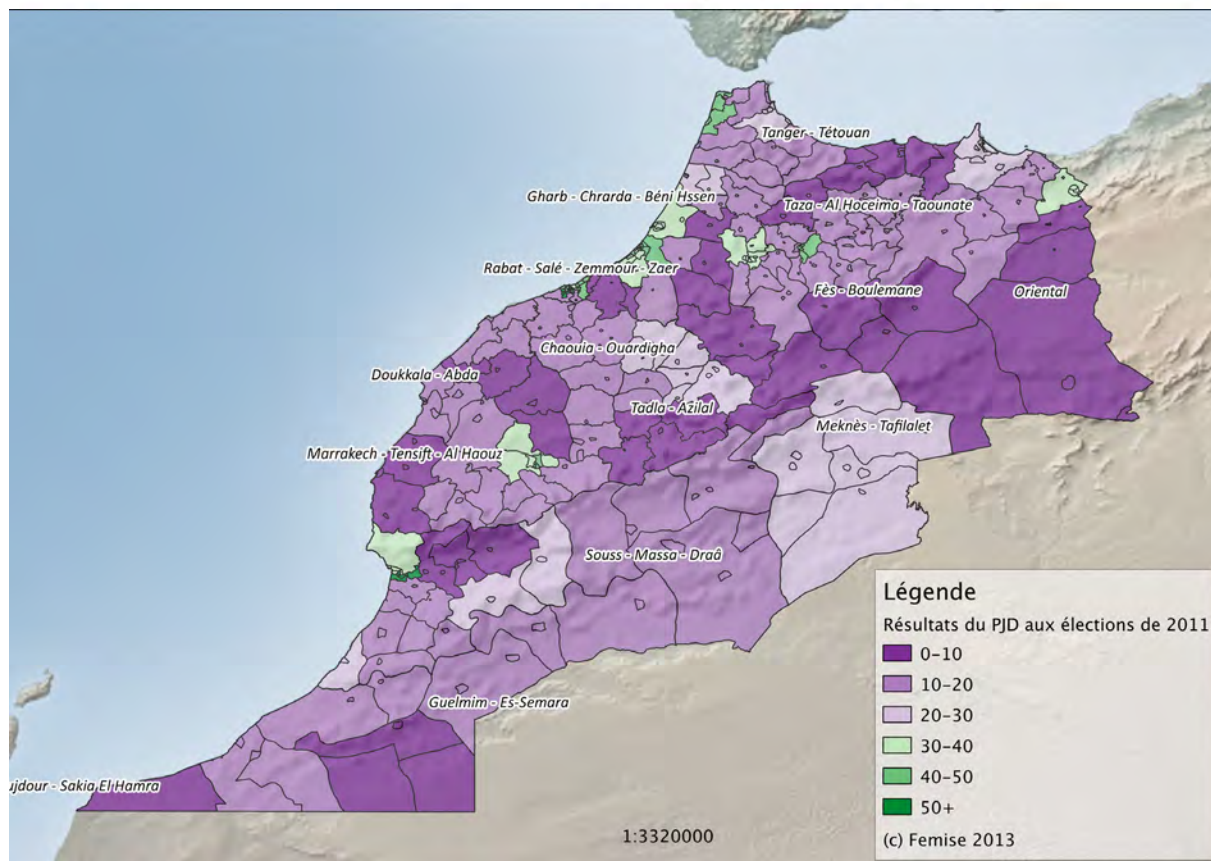 Tanger - Tétouan
Gharb - Chrarda - Béni Hssen
Taza - Al Hoceima - Taounate
Rabat - Salé - Zemmour - Zaer
Fès - Boulemane
Oriental
Chaouia - Ouardigha
Doukkala - Abda
Tadla - Azilal
Meknès - Tafilalet
Marrakech - Tensift - Al Haouz
Souss - Massa - Draâ
Guelmim - Es-Semara
ujdour - Sakia El Hamra
Légende
Résultats du PJD aux élections de 2011
0-10
10-20
20-30
30-40
40-50
50+
(c) Femise 2013
1:3320000